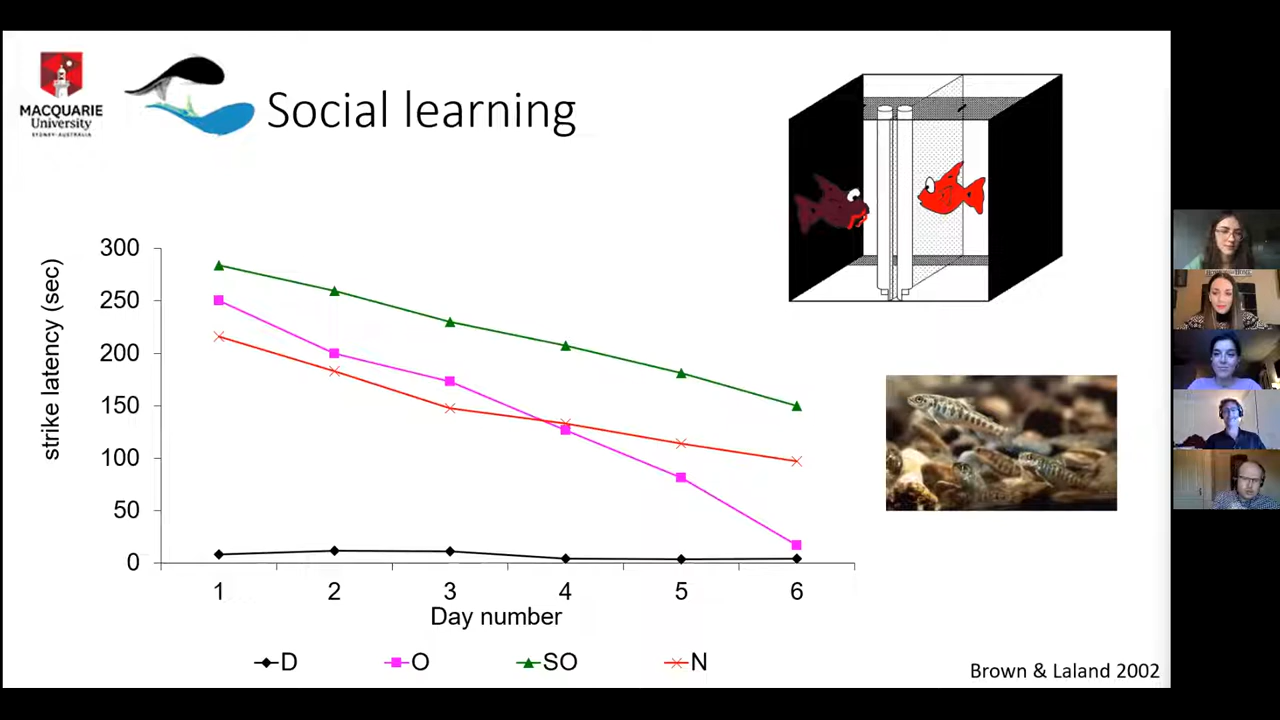 MACQUARIE
University
SYDNEY·AUSTRALIA
Social learning
strike latency (sec)
300
250
200
150
100
50
0
1 2 3 4 5 6
Day number
D O SO N
Brown & Laland 2002